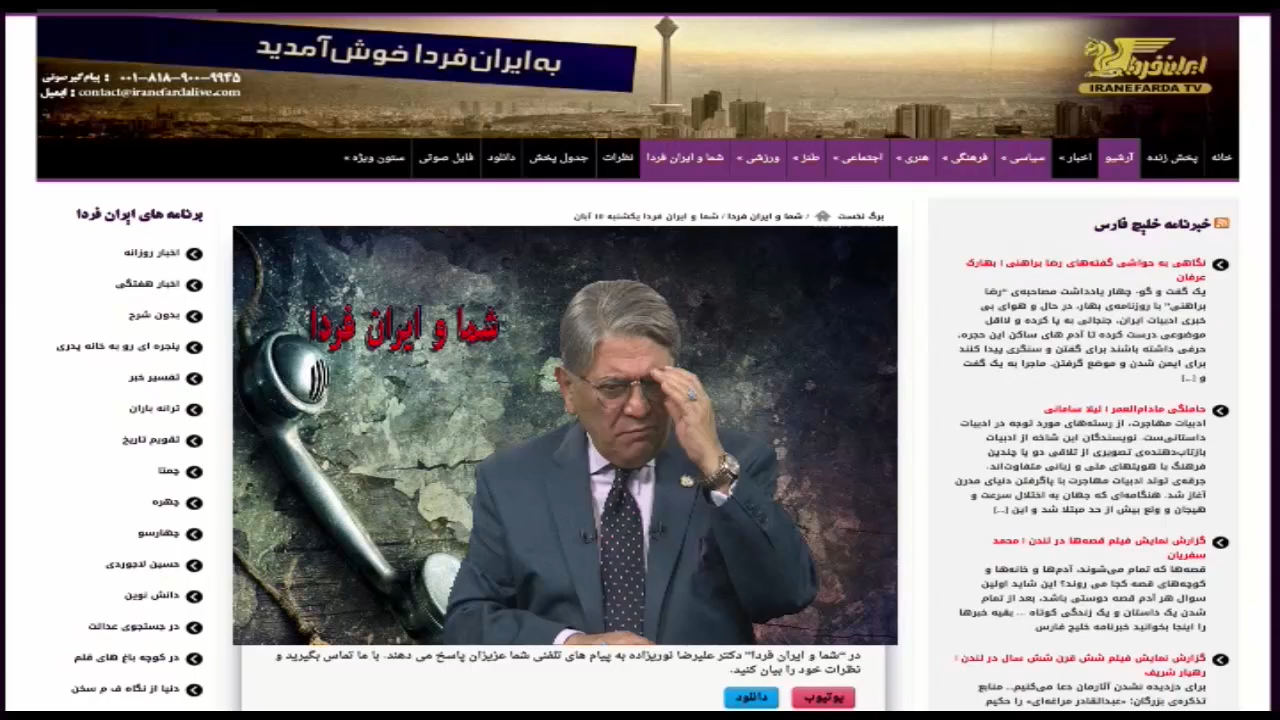 به ایران فردا خوش آمدید
پیام گیر صوتی : ۰۰۱-۸۱۸-۹۰۰-۹۹۴۵
ایمیل : contact@iranefardalive.com
ایران فردا
IRANEFARDA TV
خانه پخش زنده آرشیو اخبار » سیاسی » فرهنگی » هنری » اجتماعی » طنز » ورزشی » شما و ایران فردا نظرات جدول پخش دانلود فایل صوتی ستون ویژه »
خبرنامه خلیج فارس
نگاهی به حواشی گفته‌های رضا براهنی | بهارک
عرفان
یک گفت و گو- چهار یادداشت مصاحبه‌ی “رضا
براهنی” با روزنامه‌ی بهار، در حال و هوای بی
خبری ادبیات ایران، جنجالی به پا کرده و لااقل
موضوعی درست کرده تا آدم های ساکن این حجره،
حرفی داشته باشند برای گفتن و سنگری پیدا کنند
برای ایمن شدن و موضع گرفتن. ماجرا به یک گفت
و [...]
حاملگی مادام‌العمر | لیلا سامانی
ادبیات مهاجرت، از رسته‌های مورد توجه در ادبیات
داستانی‌ست. نویسندگان این شاخه از ادبیات
بازتاب‌دهنده‌ی تصویری از تلاقی دو یا چندین
فرهنگ با هویتهای ملی و زبانی متفاوت‌اند.
جرقه‌ی تولد ادبیات مهاجرت با پاگرفتن دنیای مدرن
آغاز شد. هنگامه‌ای که جهان به اختلال سرعت و
هیجان و ولع بیش از حد مبتلا شد و این [...]
گزارش نمایش فیلم قصه‌ها در لندن | محمد
سفریان
قصه‌ها که تمام می‌شوند، آدم‌ها و خانه‌ها و
کوچه‌های قصه کجا می روند؟ این شاید اولین
سوال هر آدم قصه دوستی باشد، بعد از تمام
شدن یک داستان و یک زندگی کوتاه ... بقیه خبرها
را اینجا بخوانید خبرنامه خلیج فارس
گزارش نمایش فیلم شش قرن شش سال در لندن |
رهیار شریف
برای دزدیده نشدن آثارمان دعا می‌کنیم.. منابع
تذکره‌ی بزرگان؛ «عبدالقادر مراغه‌ای» را حکیم
برگ نخست / شما و ایران فردا / شما و ایران فردا یکشنبه 10 آبان
شما و ایران فردا
در “شما و ایران فردا” دکتر علیرضا نوریزاده به پیام های تلفنی شما عزیزان پاسخ می دهند. با ما تماس بگیرید و
نظرات خود را بیان کنید.
یوتیوب دانلود
برنامه های ایران فردا
اخبار روزانه
اخبار هفتگی
بدون شرح
پنجره ای رو به خانه پدری
تفسیر خبر
ترانه باران
تقویم تاریخ
چمتا
چهره
چهارسو
حسین لاجوردی
دانش نوین
در جستجوی عدالت
در کوچه باغ های قلم
دنیا از نگاه ف م سخن